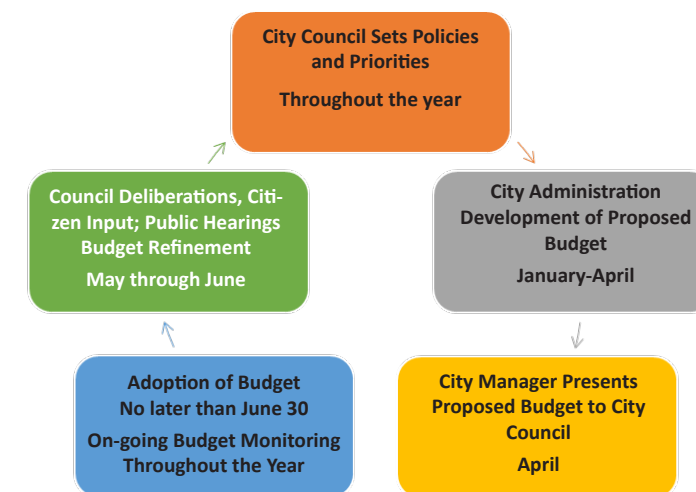 City Council Sets Policies
and Priorities
Throughout the year
Council Deliberations, Citi-
zen Input; Public Hearings
Budget Refinement
May through June
City Administration
Development of Proposed
Budget
January-April
Adoption of Budget
No later than June 30
On-going Budget Monitoring
Throughout the Year
City Manager Presents
Proposed Budget to City
Council
April